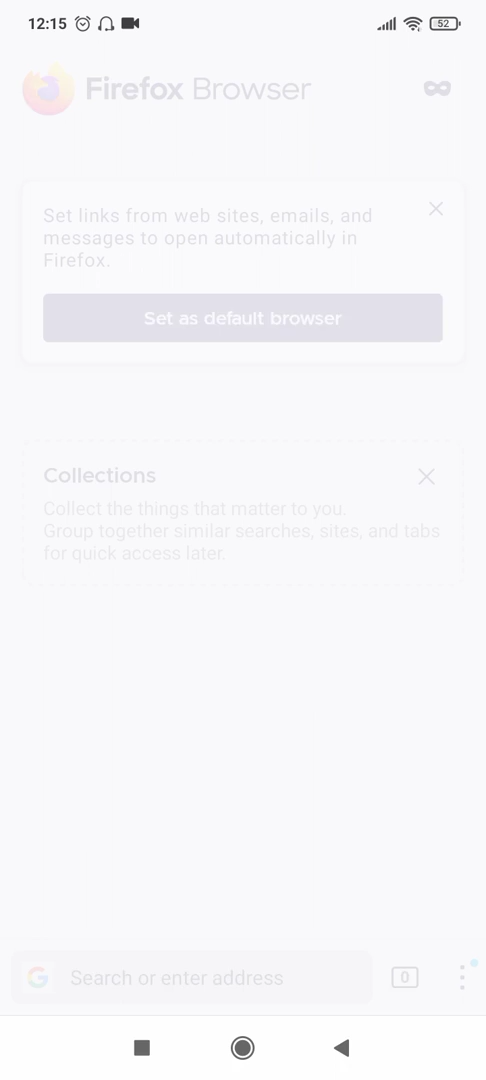 12:15
52
Firefox Browser
Set links from web sites, emails, and
messages to open automatically in
Firefox.
Set as default browser
Collections
Collect the things that matter to you.
Group together similar searches, sites, and tabs
for quick access later.
Search or enter address
0